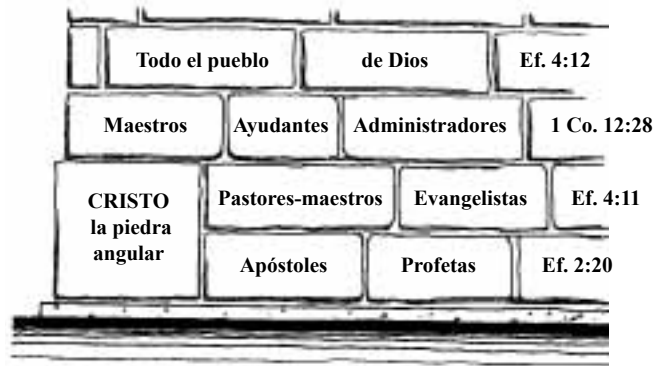 Todo el pueblo de Dios Ef. 4:12
Maestros Ayudantes Administradores 1 Co. 12:28
CRISTO
la piedra
angular
Pastores-maestros Evangelistas Ef. 4:11
Apóstoles Profetas Ef. 2:20